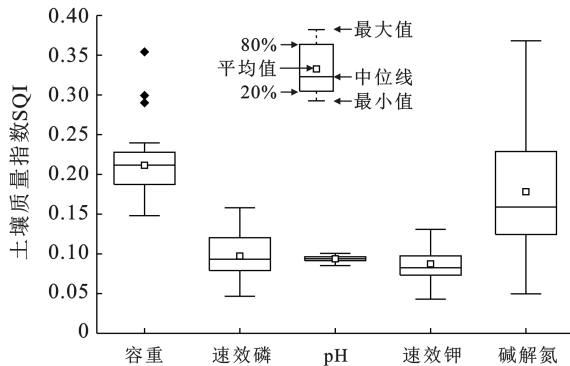 土壤质量指数SQI
0.40
0.35
0.30
0.25
0.20
0.15
0.10
0.05
0
80%
平均值
20%
最大值
中位线
最小值
容重
速效磷
pH
速效钾
碱解氮